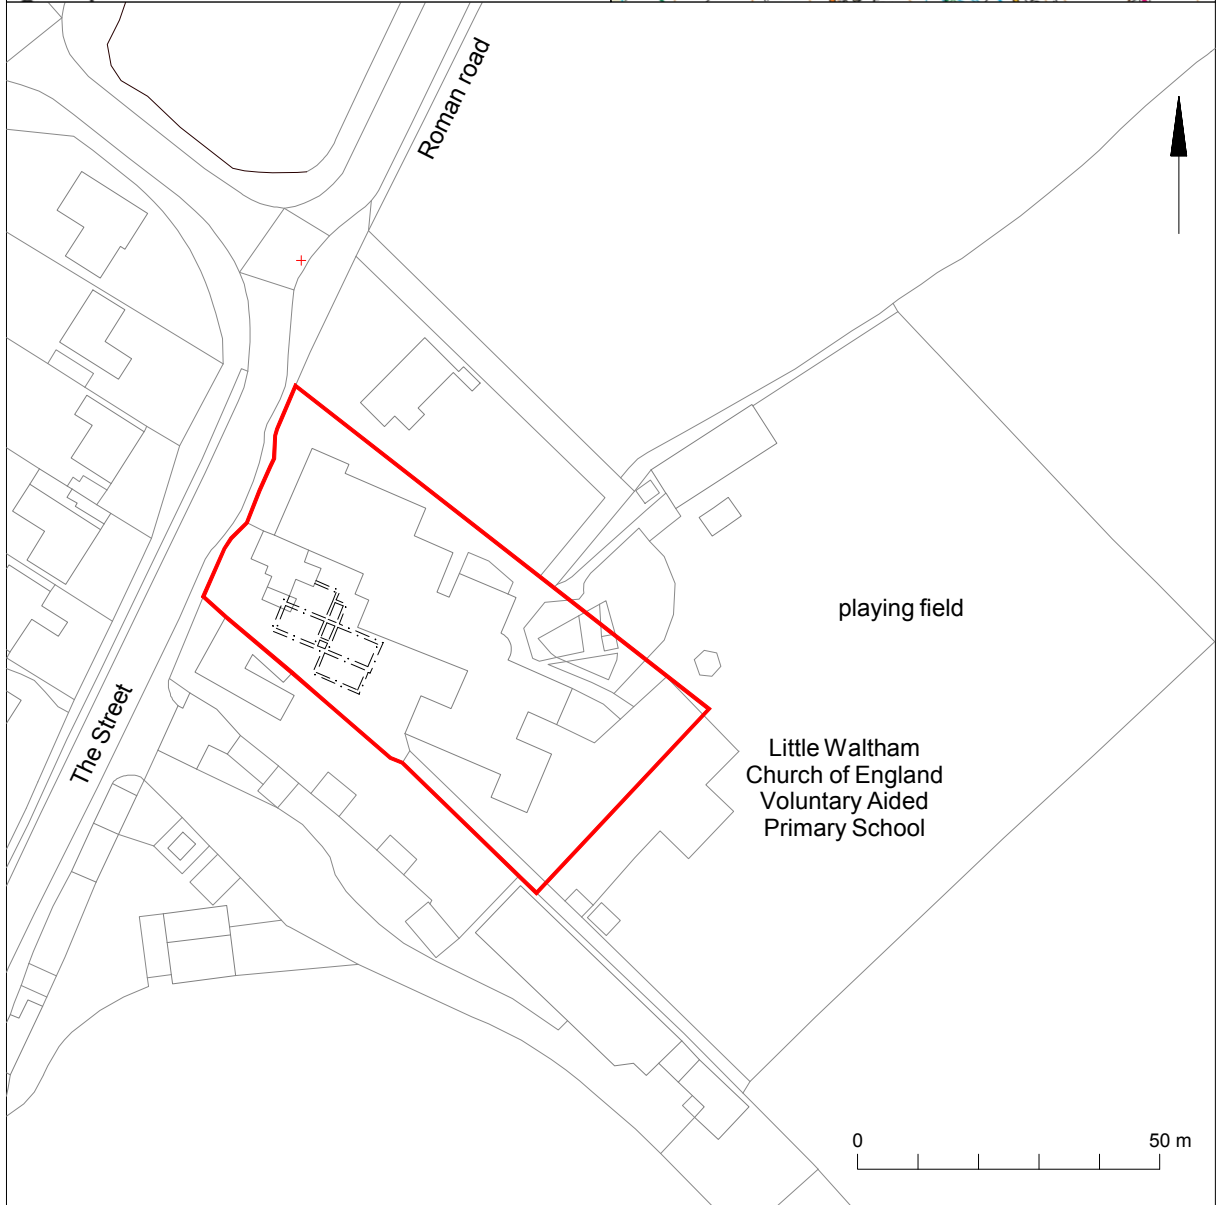 Roman road
playing field
The Street
Little Waltham
Church of England
Voluntary Aided
Primary School
0 50 m